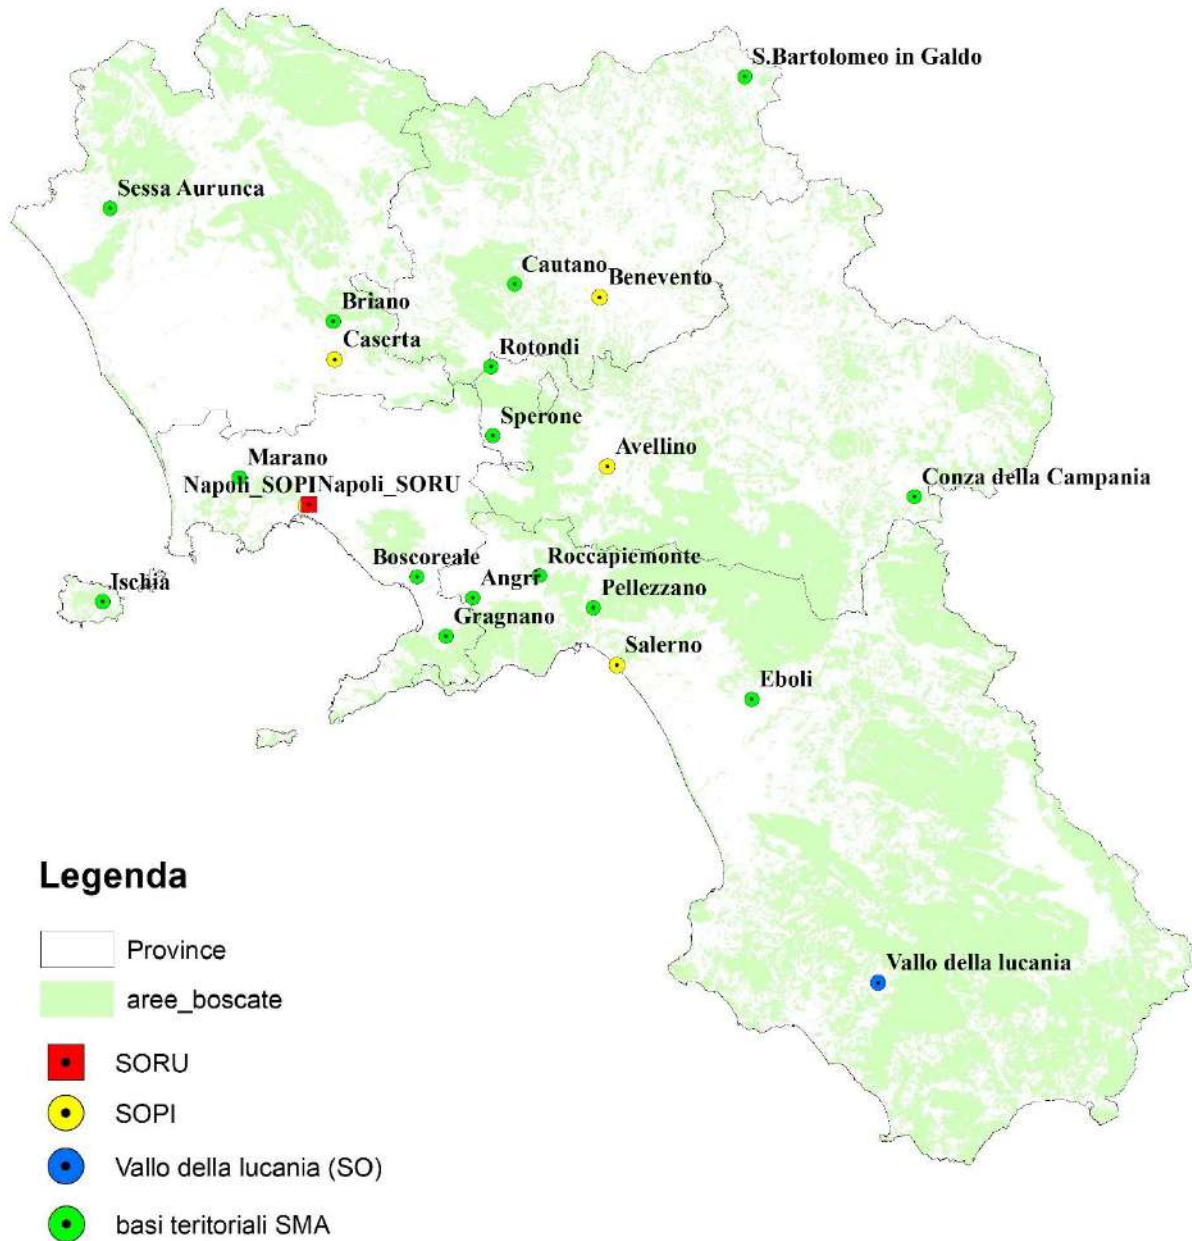 S.Bartolomeo in Galdo
Sessa Aurunca
Cautano
Benevento
Briano
Caserta
Rotondi
Sperone
Avellino
Marano
Conza della Campania
Napoli_SOPI
Napoli_SORU
Boscoreale
Roccapiemonte
Ischia
Angri
Pellezzano
Gragnano
Salerno
Eboli
Legenda
Province
Vallo della lucania
aree_boscate
SORU
SOPI
Vallo della lucania (SO)
basi teritoriali SMA